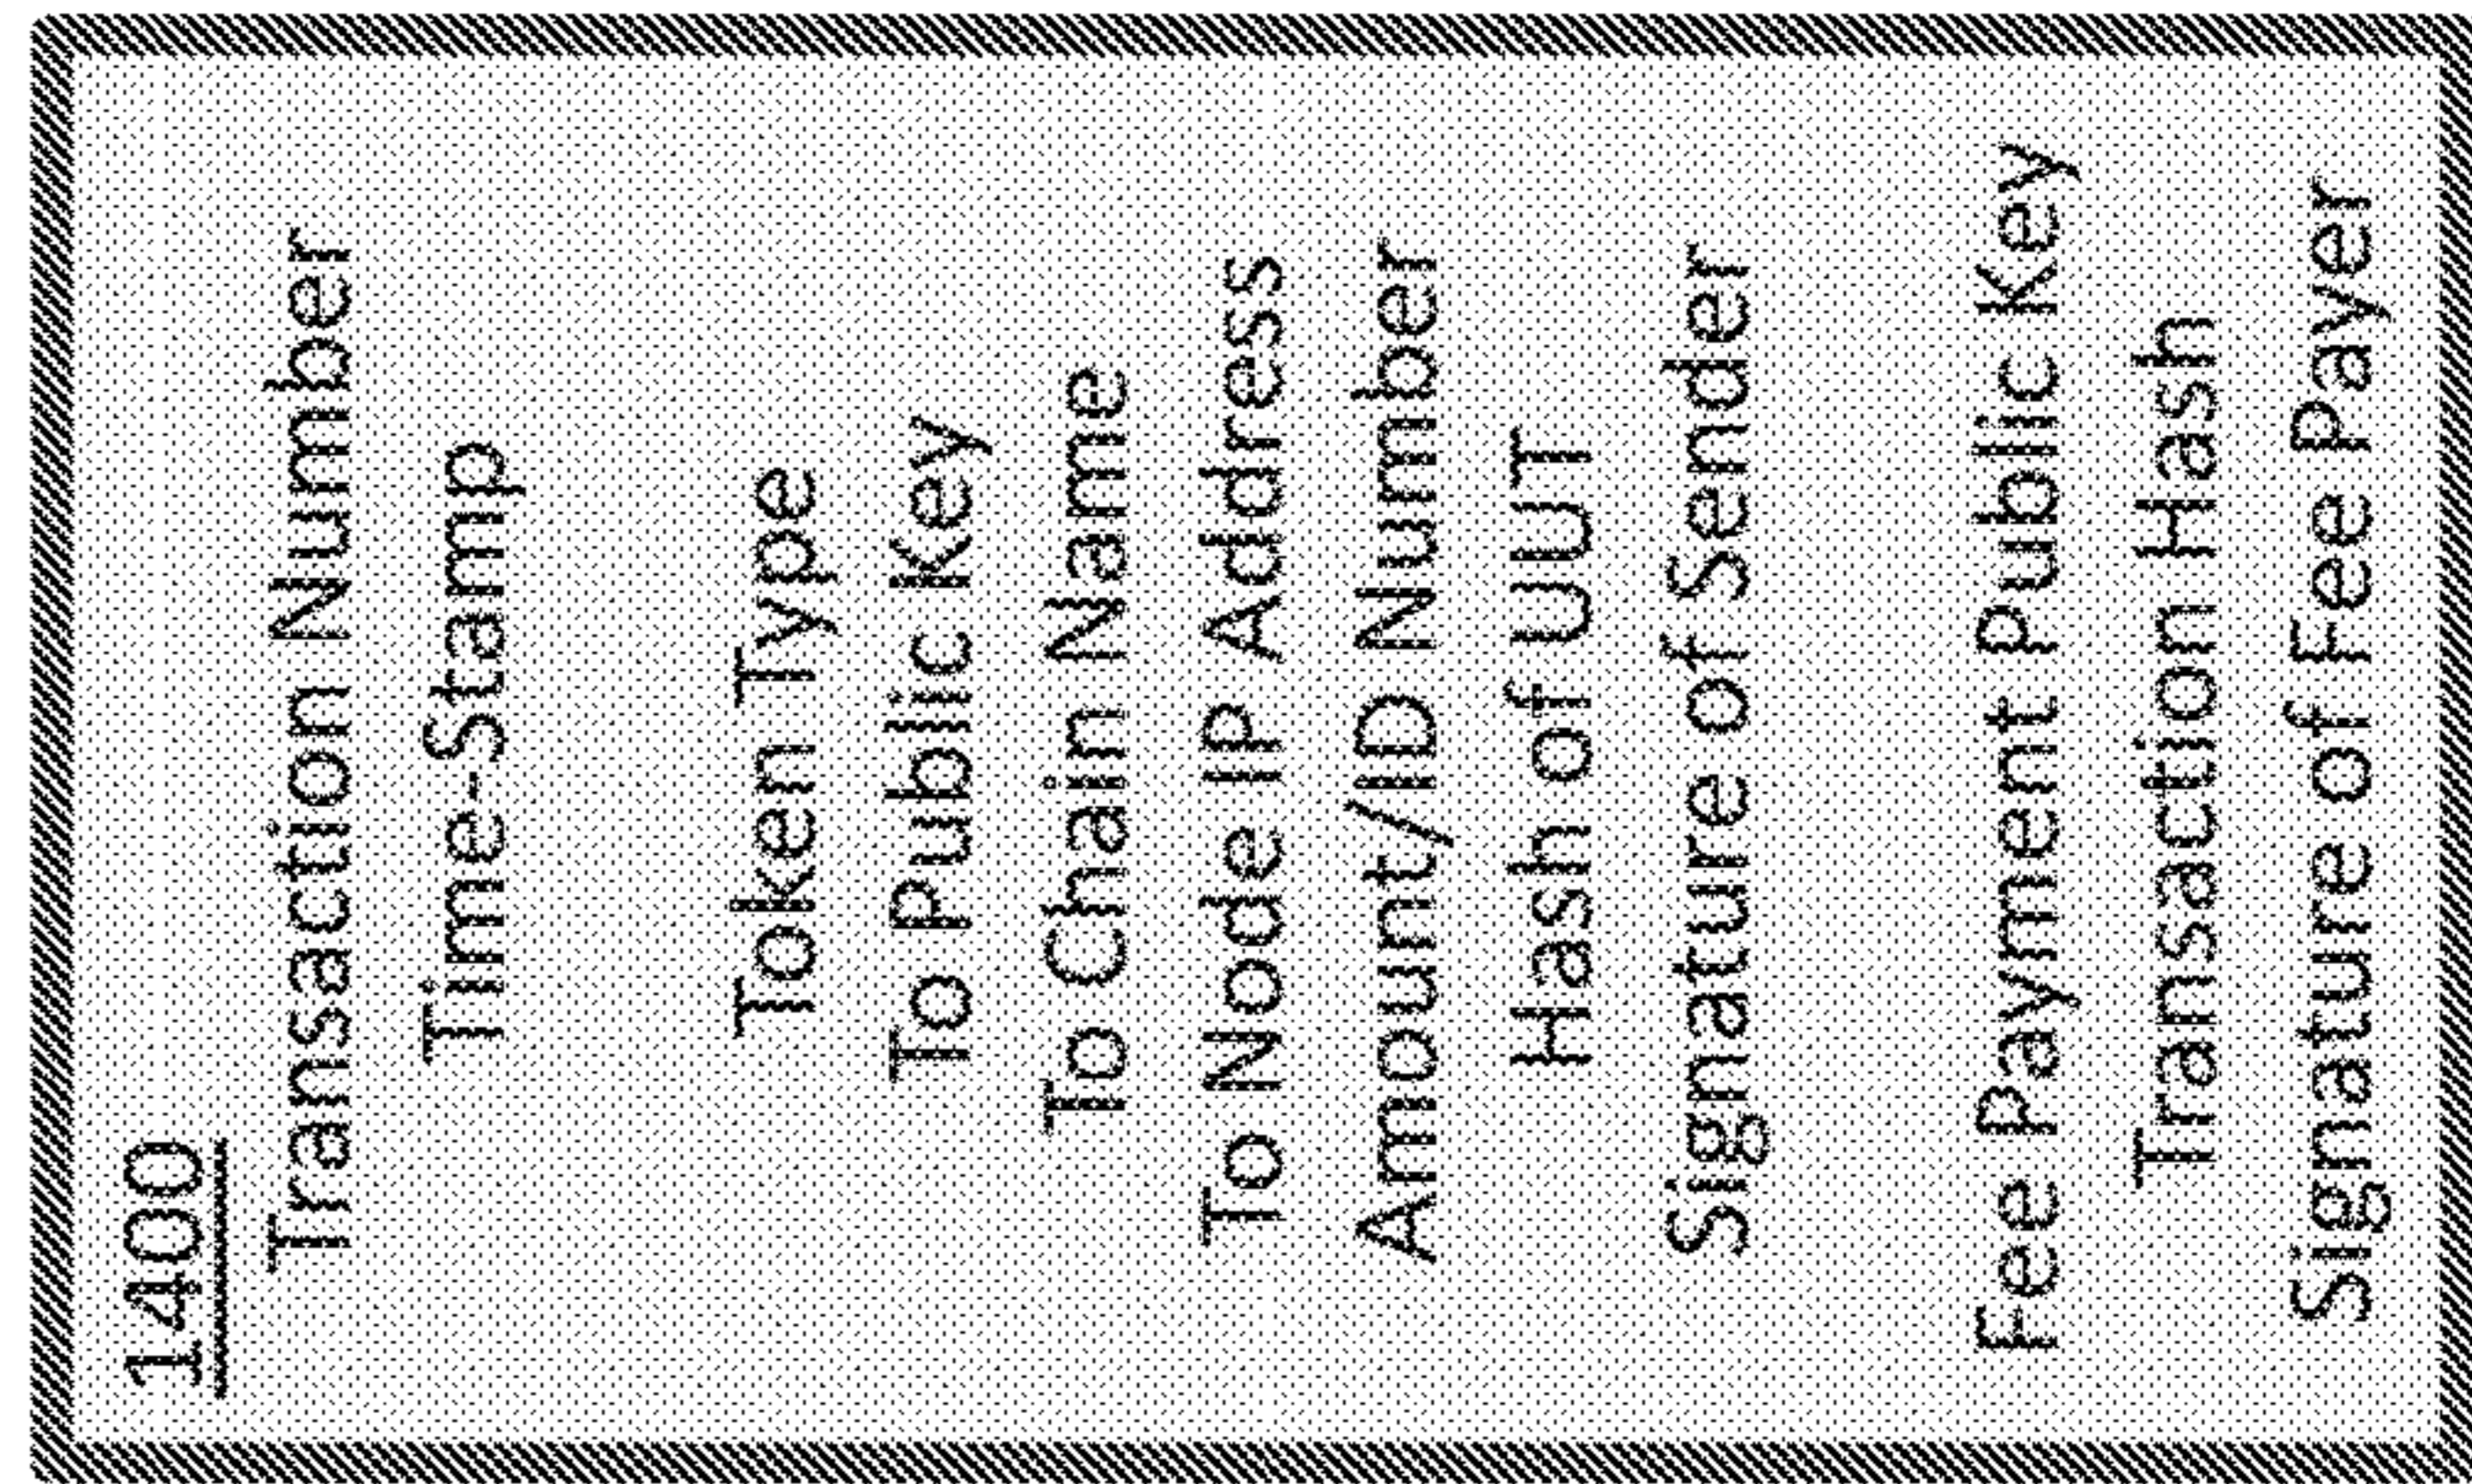 1400
Transaction Number
Time-Stamp
Token Type
To Public Key
To Chain Name
To Node IP Address
Amount/ID Number
Hash of UUT
Signature of Sender
Fee Payment Public Key
Transaction Hash
Signature of Fee Payer